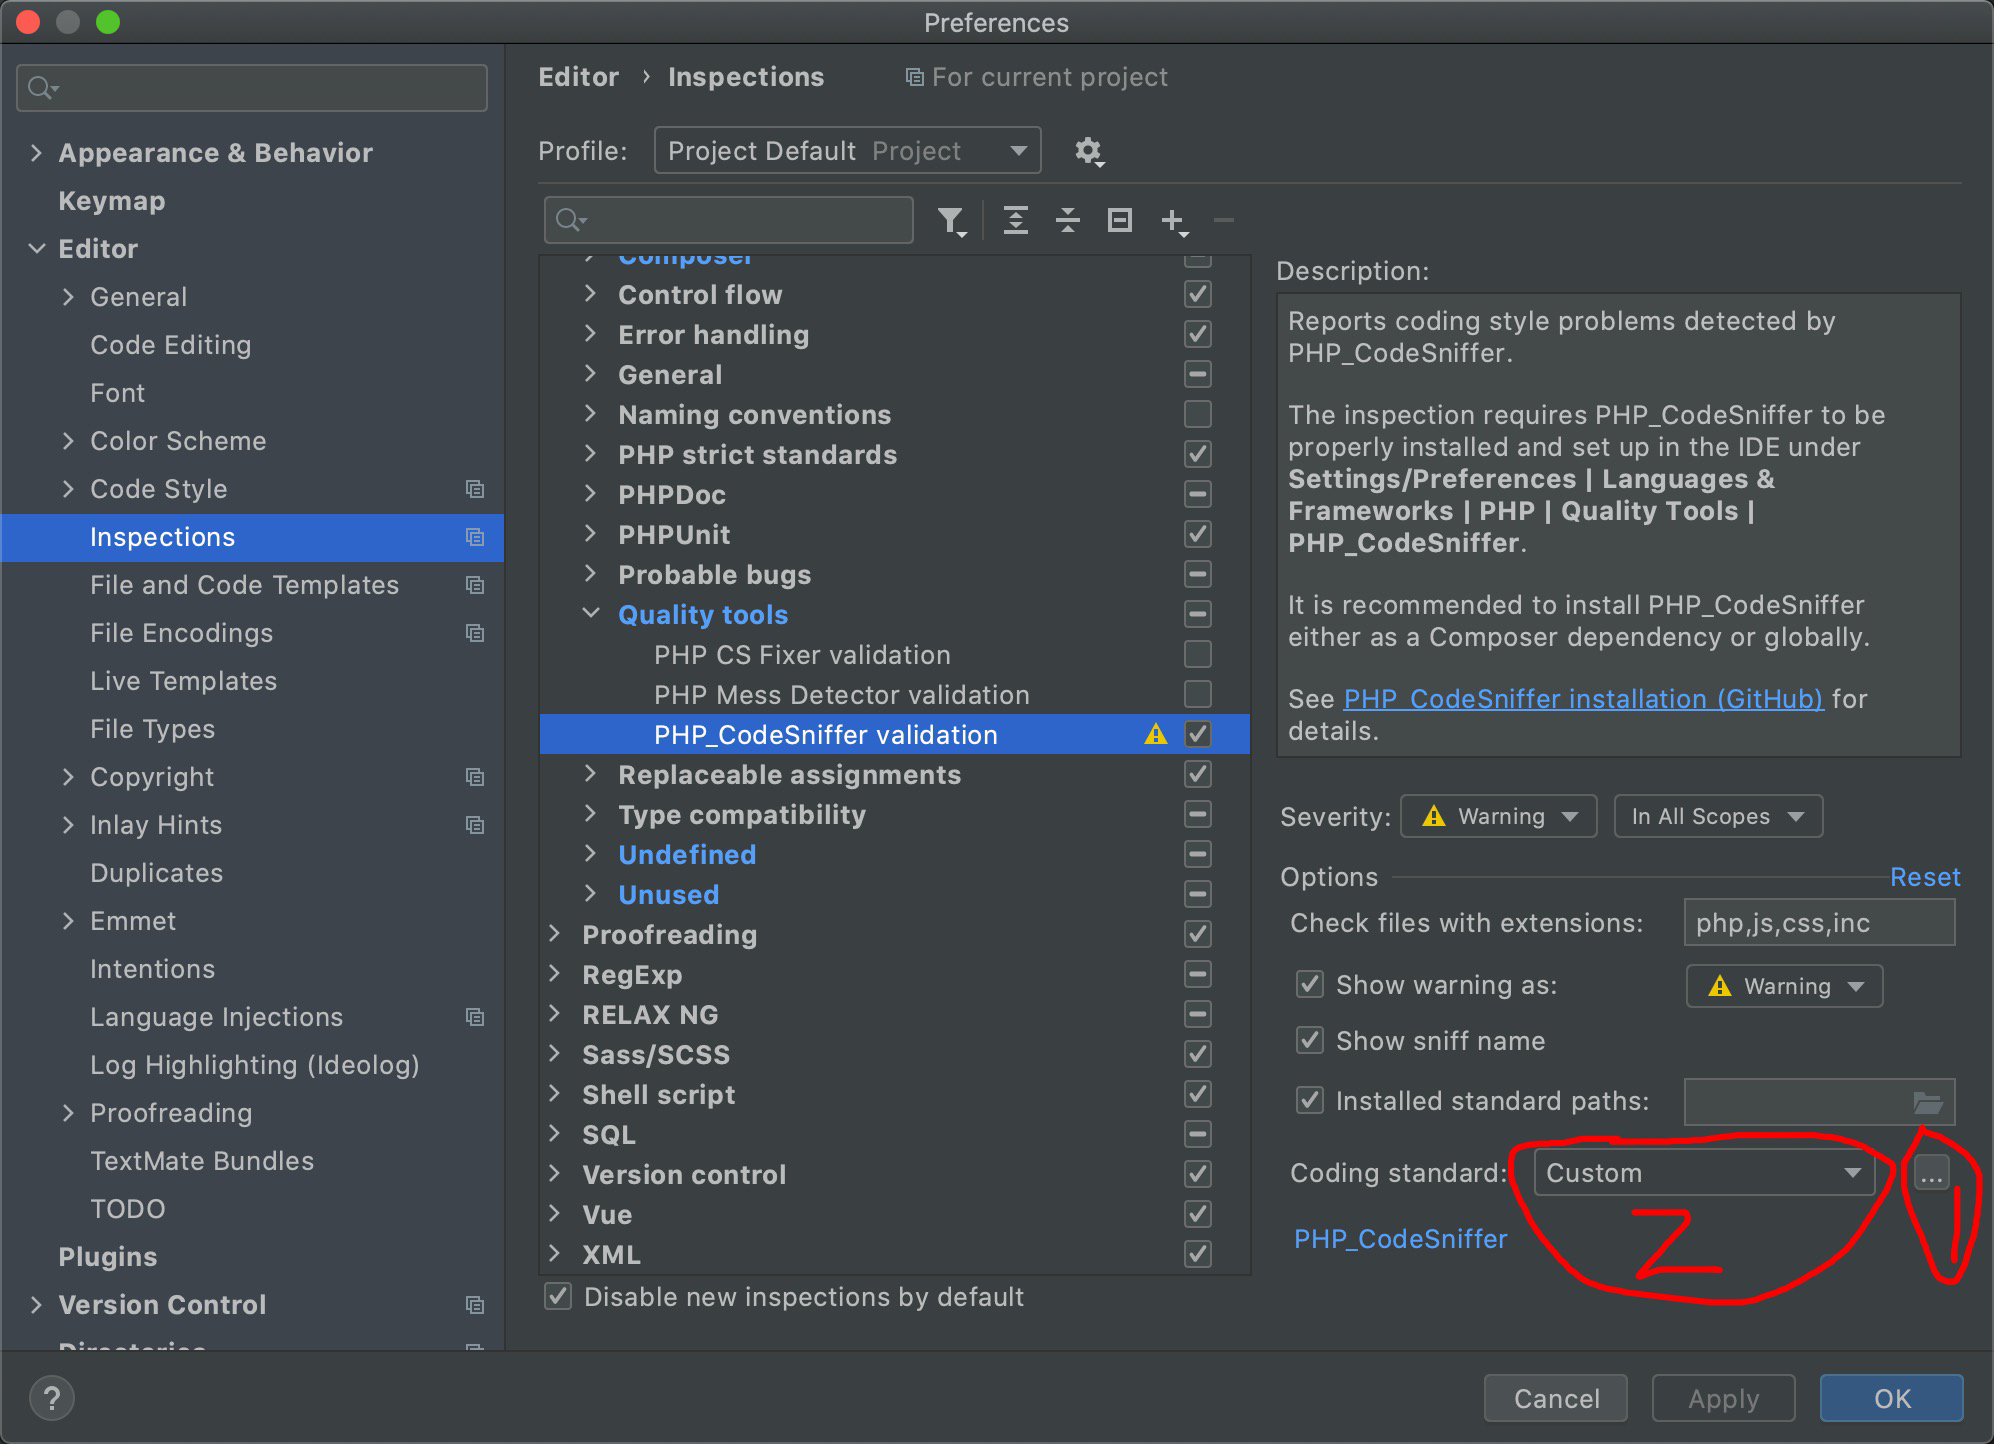 Preferences
Appearance & Behavior
Keymap
Editor
General
Code Editing
Font
Color Scheme
Code Style
Inspections
File and Code Templates
File Encodings
Live Templates
File Types
Copyright
Inlay Hints
Duplicates
Emmet
Intentions
Language Injections
Log Highlighting (Ideolog)
Proofreading
TextMate Bundles
TODO
Plugins
Version Control
Directories
Editor › Inspections
For current project
Profile: Project Default Project
Composer
Control flow
Error handling
General
Naming conventions
PHP strict standards
PHPDoc
PHPUnit
Probable bugs
Quality tools
PHP CS Fixer validation
PHP Mess Detector validation
PHP_CodeSniffer validation
Replaceable assignments
Type compatibility
Undefined
Unused
Proofreading
RegExp
RELAX NG
Sass/SCSS
Shell script
SQL
Version control
Vue
XML
Disable new inspections by default
Description:
Reports coding style problems detected by
PHP_CodeSniffer.
The inspection requires PHP_CodeSniffer to be
properly installed and set up in the IDE under
Settings/Preferences | Languages &
Frameworks | PHP | Quality Tools |
PHP_CodeSniffer.
It is recommended to install PHP_CodeSniffer
either as a Composer dependency or globally.
See PHP_CodeSniffer installation (GitHub) for
details.
Severity: Warning In All Scopes
Options Reset
Check files with extensions: php,js,css,inc
Show warning as: Warning
Show sniff name
Installed standard paths:
Coding standard: Custom ...
2 1
PHP_CodeSniffer
? Cancel Apply OK